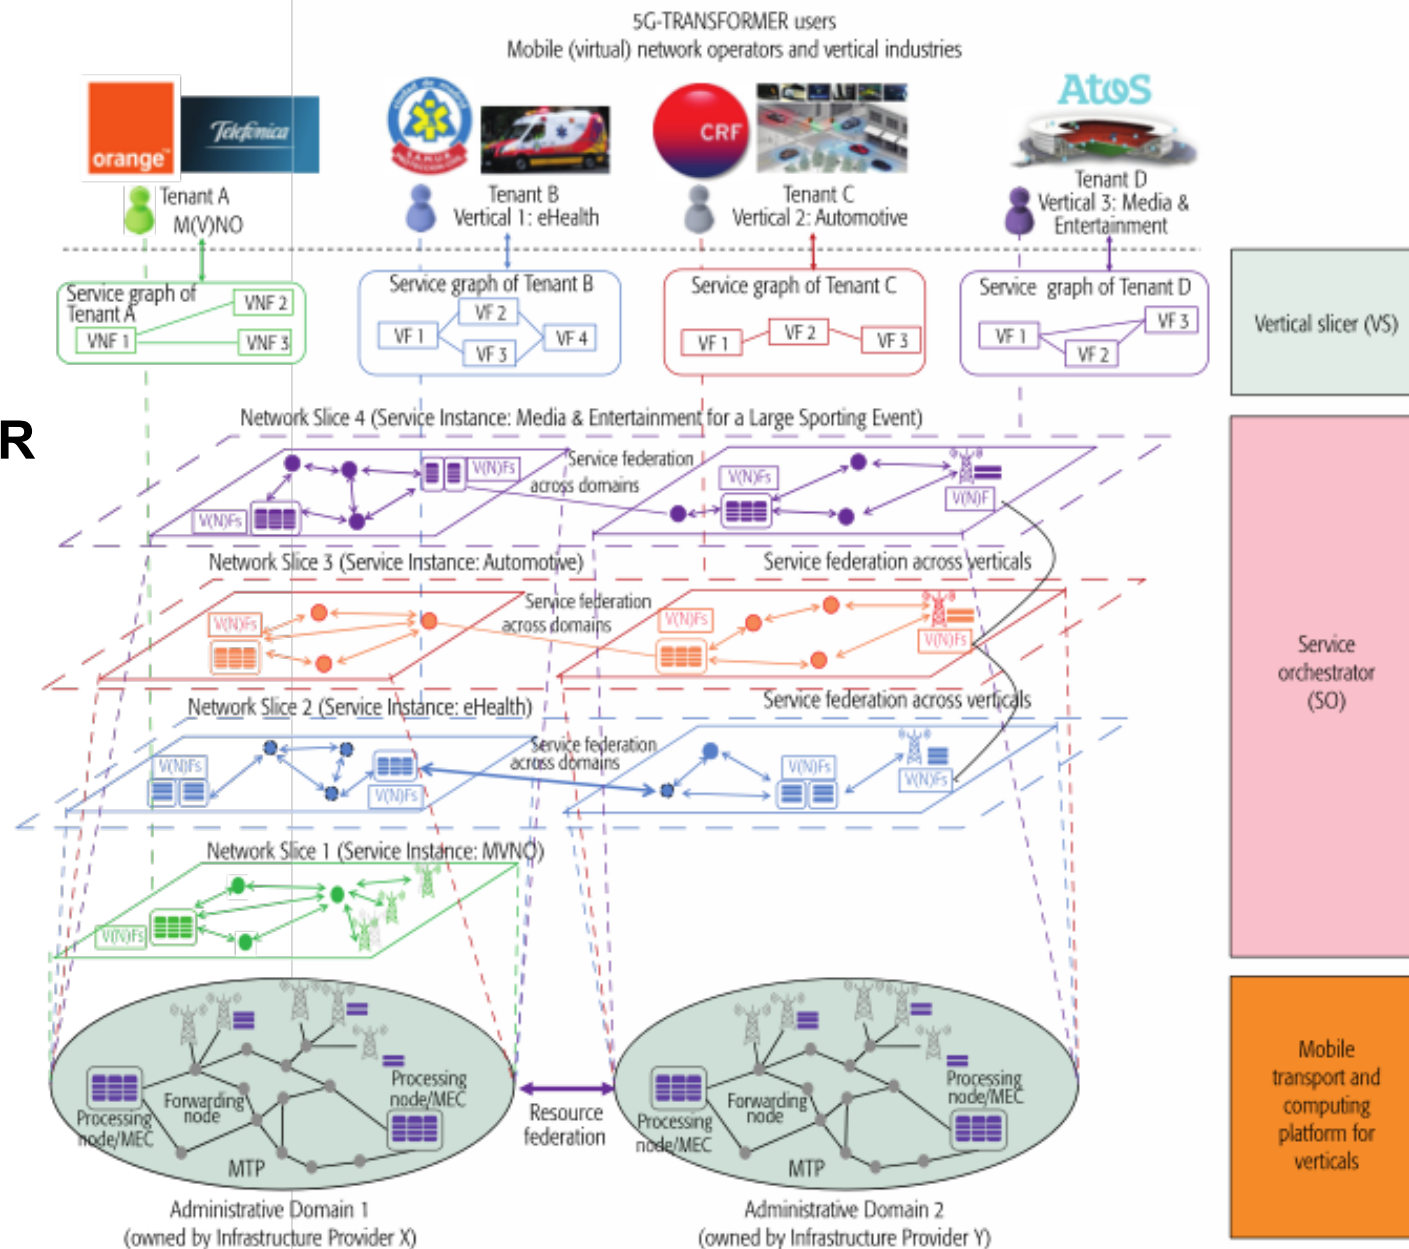 5G-TRANSFORMER users
Mobile (virtual) network operators and vertical industries
orange™
Telefónica
ciudad de madrid
S.A.M.U.R.
PROTECCION CIVIL
CRF
Atos
Tenant A
M(V)NO
Tenant B
Vertical 1: eHealth
Tenant C
Vertical 2: Automotive
Tenant D
Vertical 3: Media &
Entertainment
Service graph of
Tenant A
VNF 1
VNF 2
VNF 3
Service graph of Tenant B
VF 1
VF 2
VF 3
VF 4
Service graph of Tenant C
VF 1
VF 2
VF 3
Service graph of Tenant D
VF 1
VF 2
VF 3
Vertical slicer (VS)
R
Network Slice 4 (Service Instance: Media & Entertainment for a Large Sporting Event)
V(N)Fs
V(N)Fs
Service federation
across domains
V(N)Fs
V(N)F
Network Slice 3 (Service Instance: Automotive)
Service federation across verticals
V(N)Fs
Service federation
across domains
V(N)Fs
V(N)Fs
Network Slice 2 (Service Instance: eHealth)
Service federation across verticals
V(N)Fs
V(N)Fs
Service federation
across domains
V(N)Fs
V(N)Fs
Network Slice 1 (Service Instance: MVNO)
V(N)Fs
Service
orchestrator
(SO)
Processing
node/MEC
Forwarding
node
Processing
node/MEC
MTP
Resource
federation
Processing
node/MEC
Forwarding
node
Processing
node/MEC
MTP
Administrative Domain 1
(owned by Infrastructure Provider X)
Administrative Domain 2
(owned by Infrastructure Provider Y)
Mobile
transport and
computing
platform for
verticals